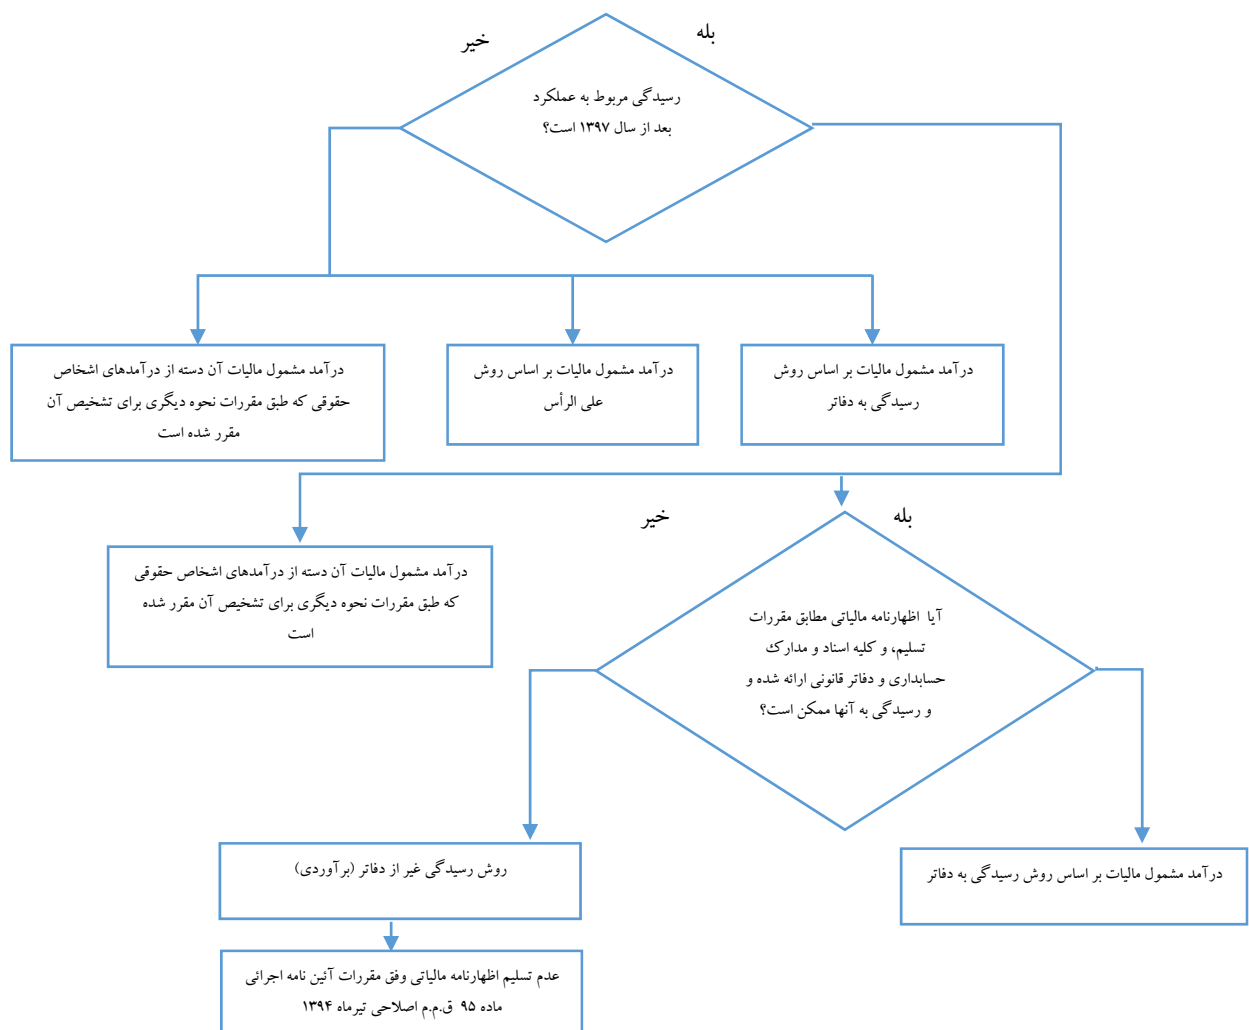 بله
خیر
رسیدگی مربوط به عملکرد
بعد از سال ۱۳۹۷ است؟
درآمد مشمول مالیات بر اساس روش
رسیدگی به دفاتر
درآمد مشمول مالیات بر اساس روش
علی الرأس
درآمد مشمول مالیات آن دسته از درآمدهای اشخاص
حقوقی که طبق مقررات نحوه دیگری برای تشخیص آن
مقرر شده است
بله
خیر
درآمد مشمول مالیات آن دسته از درآمدهای اشخاص حقوقی
که طبق مقررات نحوه دیگری برای تشخیص آن مقرر شده
است
آیا اظهارنامه مالیاتی مطابق مقررات
تسلیم، و کلیه اسناد و مدارک
حسابداری و دفاتر قانونی ارائه شده و
و رسیدگی به آنها ممکن است؟
درآمد مشمول مالیات بر اساس روش رسیدگی به دفاتر
روش رسیدگی غیر از دفاتر (برآوردی)
عدم تسلیم اظهارنامه مالیاتی وفق مقررات آئین نامه اجرائی
ماده ۹۵ ق.م.م اصلاحی تیرماه ۱۳۹۴